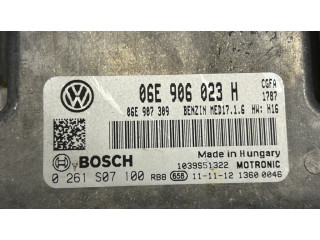 06E 906 023 H
CGFA
1787
06E 907 309 BENZIN MED17.1.6 HW: H16
BOSCH
Made in Hungary
1039S51322 MOTRONIC
0 261 S07 100 RBB 658 11-11-12 1360 0046